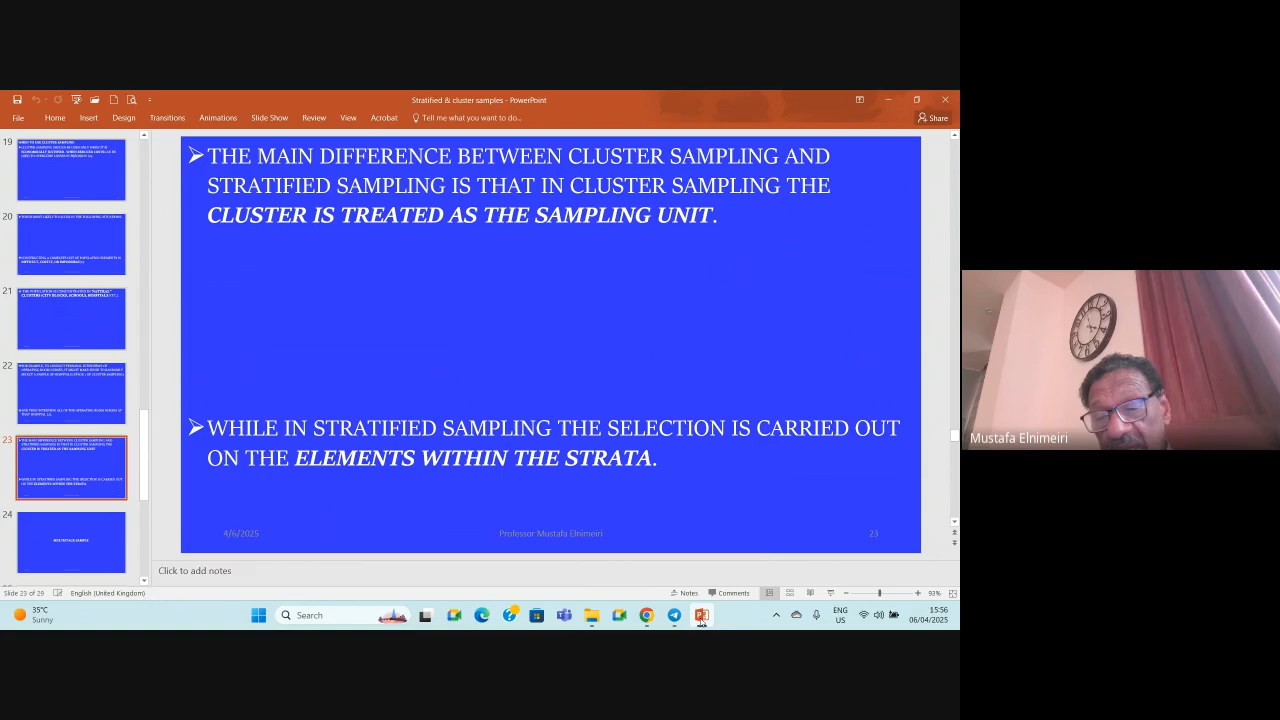 Stratified & cluster samples - PowerPoint
File Home Insert Design Transitions Animations Slide Show Review View Acrobat Tell me what you want to do... Share
19
20
21
22
23
24
MULTISTAGE SAMPLE
➢THE MAIN DIFFERENCE BETWEEN CLUSTER SAMPLING AND
STRATIFIED SAMPLING IS THAT IN CLUSTER SAMPLING THE
CLUSTER IS TREATED AS THE SAMPLING UNIT.
➢WHILE IN STRATIFIED SAMPLING THE SELECTION IS CARRIED OUT
ON THE ELEMENTS WITHIN THE STRATA.
4/6/2025 Professor Mustafa Elnimeiri 23
Click to add notes
Slide 23 of 29 English (United Kingdom) Notes Comments 93%
35°C
Sunny
Search
ENG
US
15:56
06/04/2025
Mustafa Elnimeiri